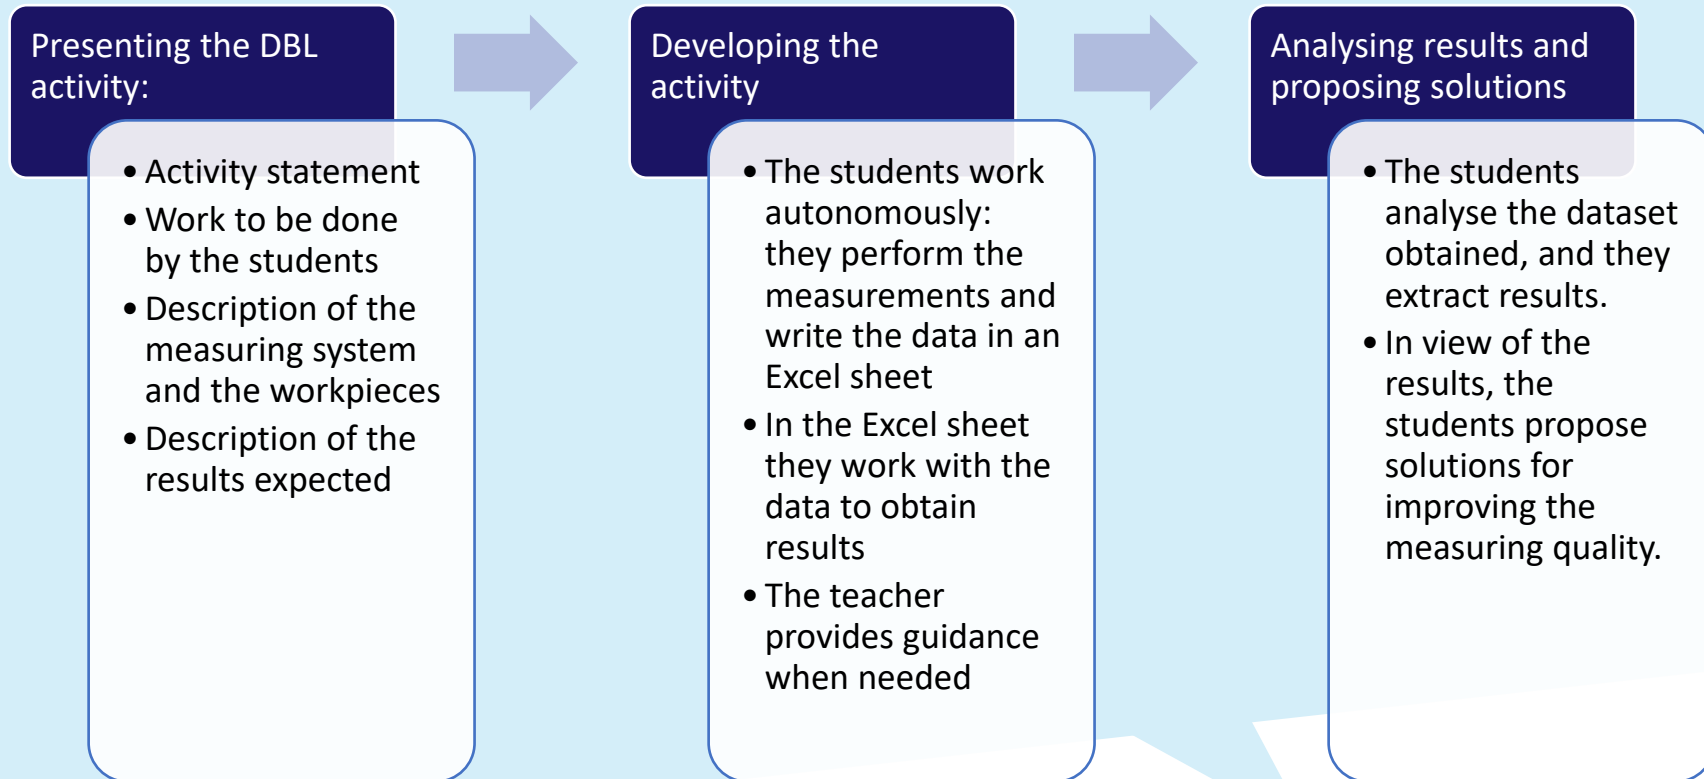 Presenting the DBL
activity:
• Activity statement
• Work to be done
by the students
• Description of the
measuring system
and the workpieces
• Description of the
results expected
Developing the
activity
• The students work
autonomously:
they perform the
measurements and
write the data in an
Excel sheet
• In the Excel sheet
they work with the
data to obtain
results
• The teacher
provides guidance
when needed
Analysing results and
proposing solutions
• The students
analyse the dataset
obtained, and they
extract results.
• In view of the
results, the
students propose
solutions for
improving the
measuring quality.